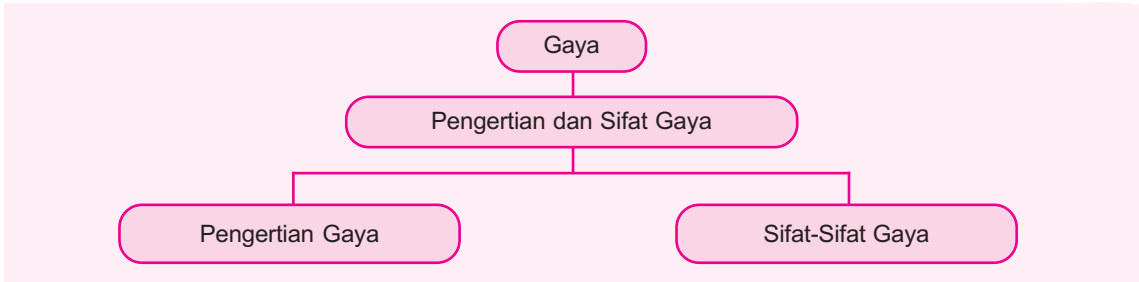 Gaya
Pengertian dan Sifat Gaya
Pengertian Gaya
Sifat-Sifat Gaya